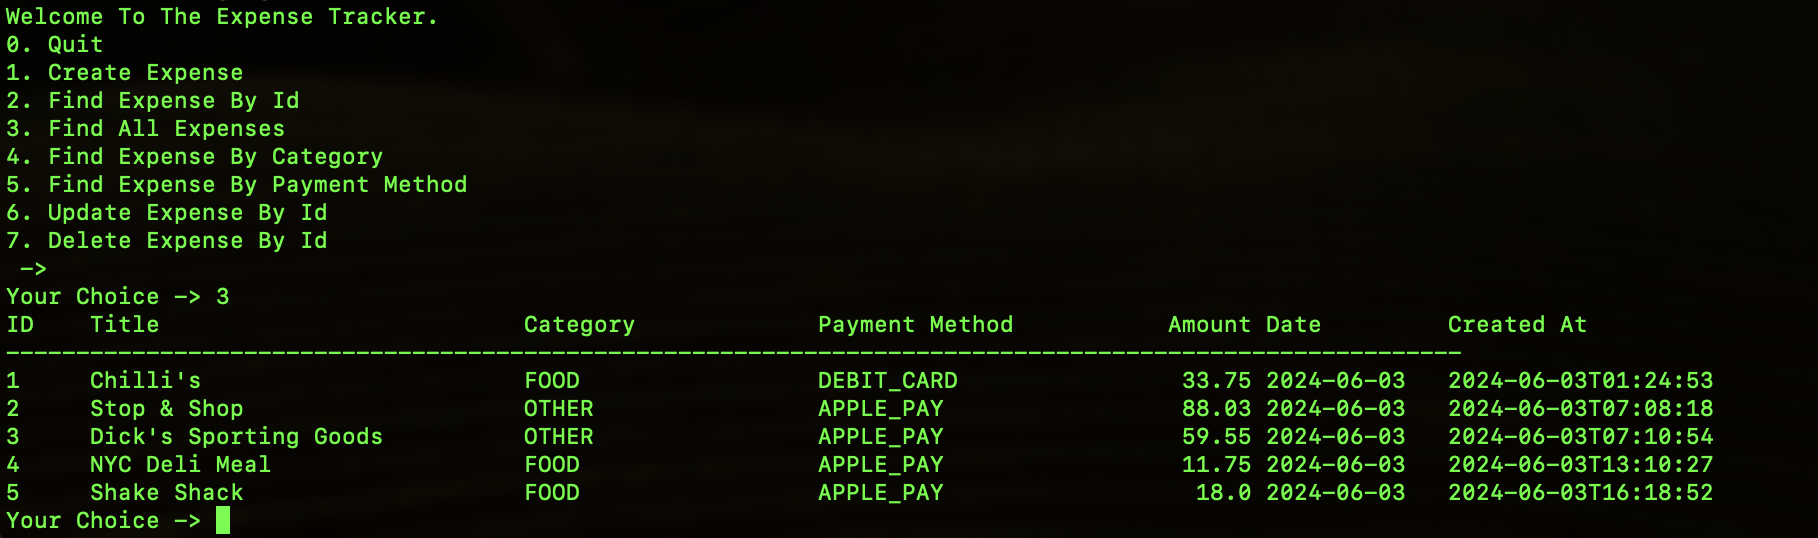 Welcome To The Expense Tracker.
0. Quit
1. Create Expense
2. Find Expense By Id
3. Find All Expenses
4. Find Expense By Category
5. Find Expense By Payment Method
6. Update Expense By Id
7. Delete Expense By Id
 ->
Your Choice -> 3
ID    Title                          Category             Payment Method           Amount Date         Created At
--------------------------------------------------------------------------------------------------------
1     Chilli's                       FOOD                 DEBIT_CARD                33.75 2024-06-03   2024-06-03T01:24:53
2     Stop & Shop                    OTHER                APPLE_PAY                 88.03 2024-06-03   2024-06-03T07:08:18
3     Dick's Sporting Goods          OTHER                APPLE_PAY                 59.55 2024-06-03   2024-06-03T07:10:54
4     NYC Deli Meal                  FOOD                 APPLE_PAY                 11.75 2024-06-03   2024-06-03T13:10:27
5     Shake Shack                    FOOD                 APPLE_PAY                  18.0 2024-06-03   2024-06-03T16:18:52
Your Choice ->